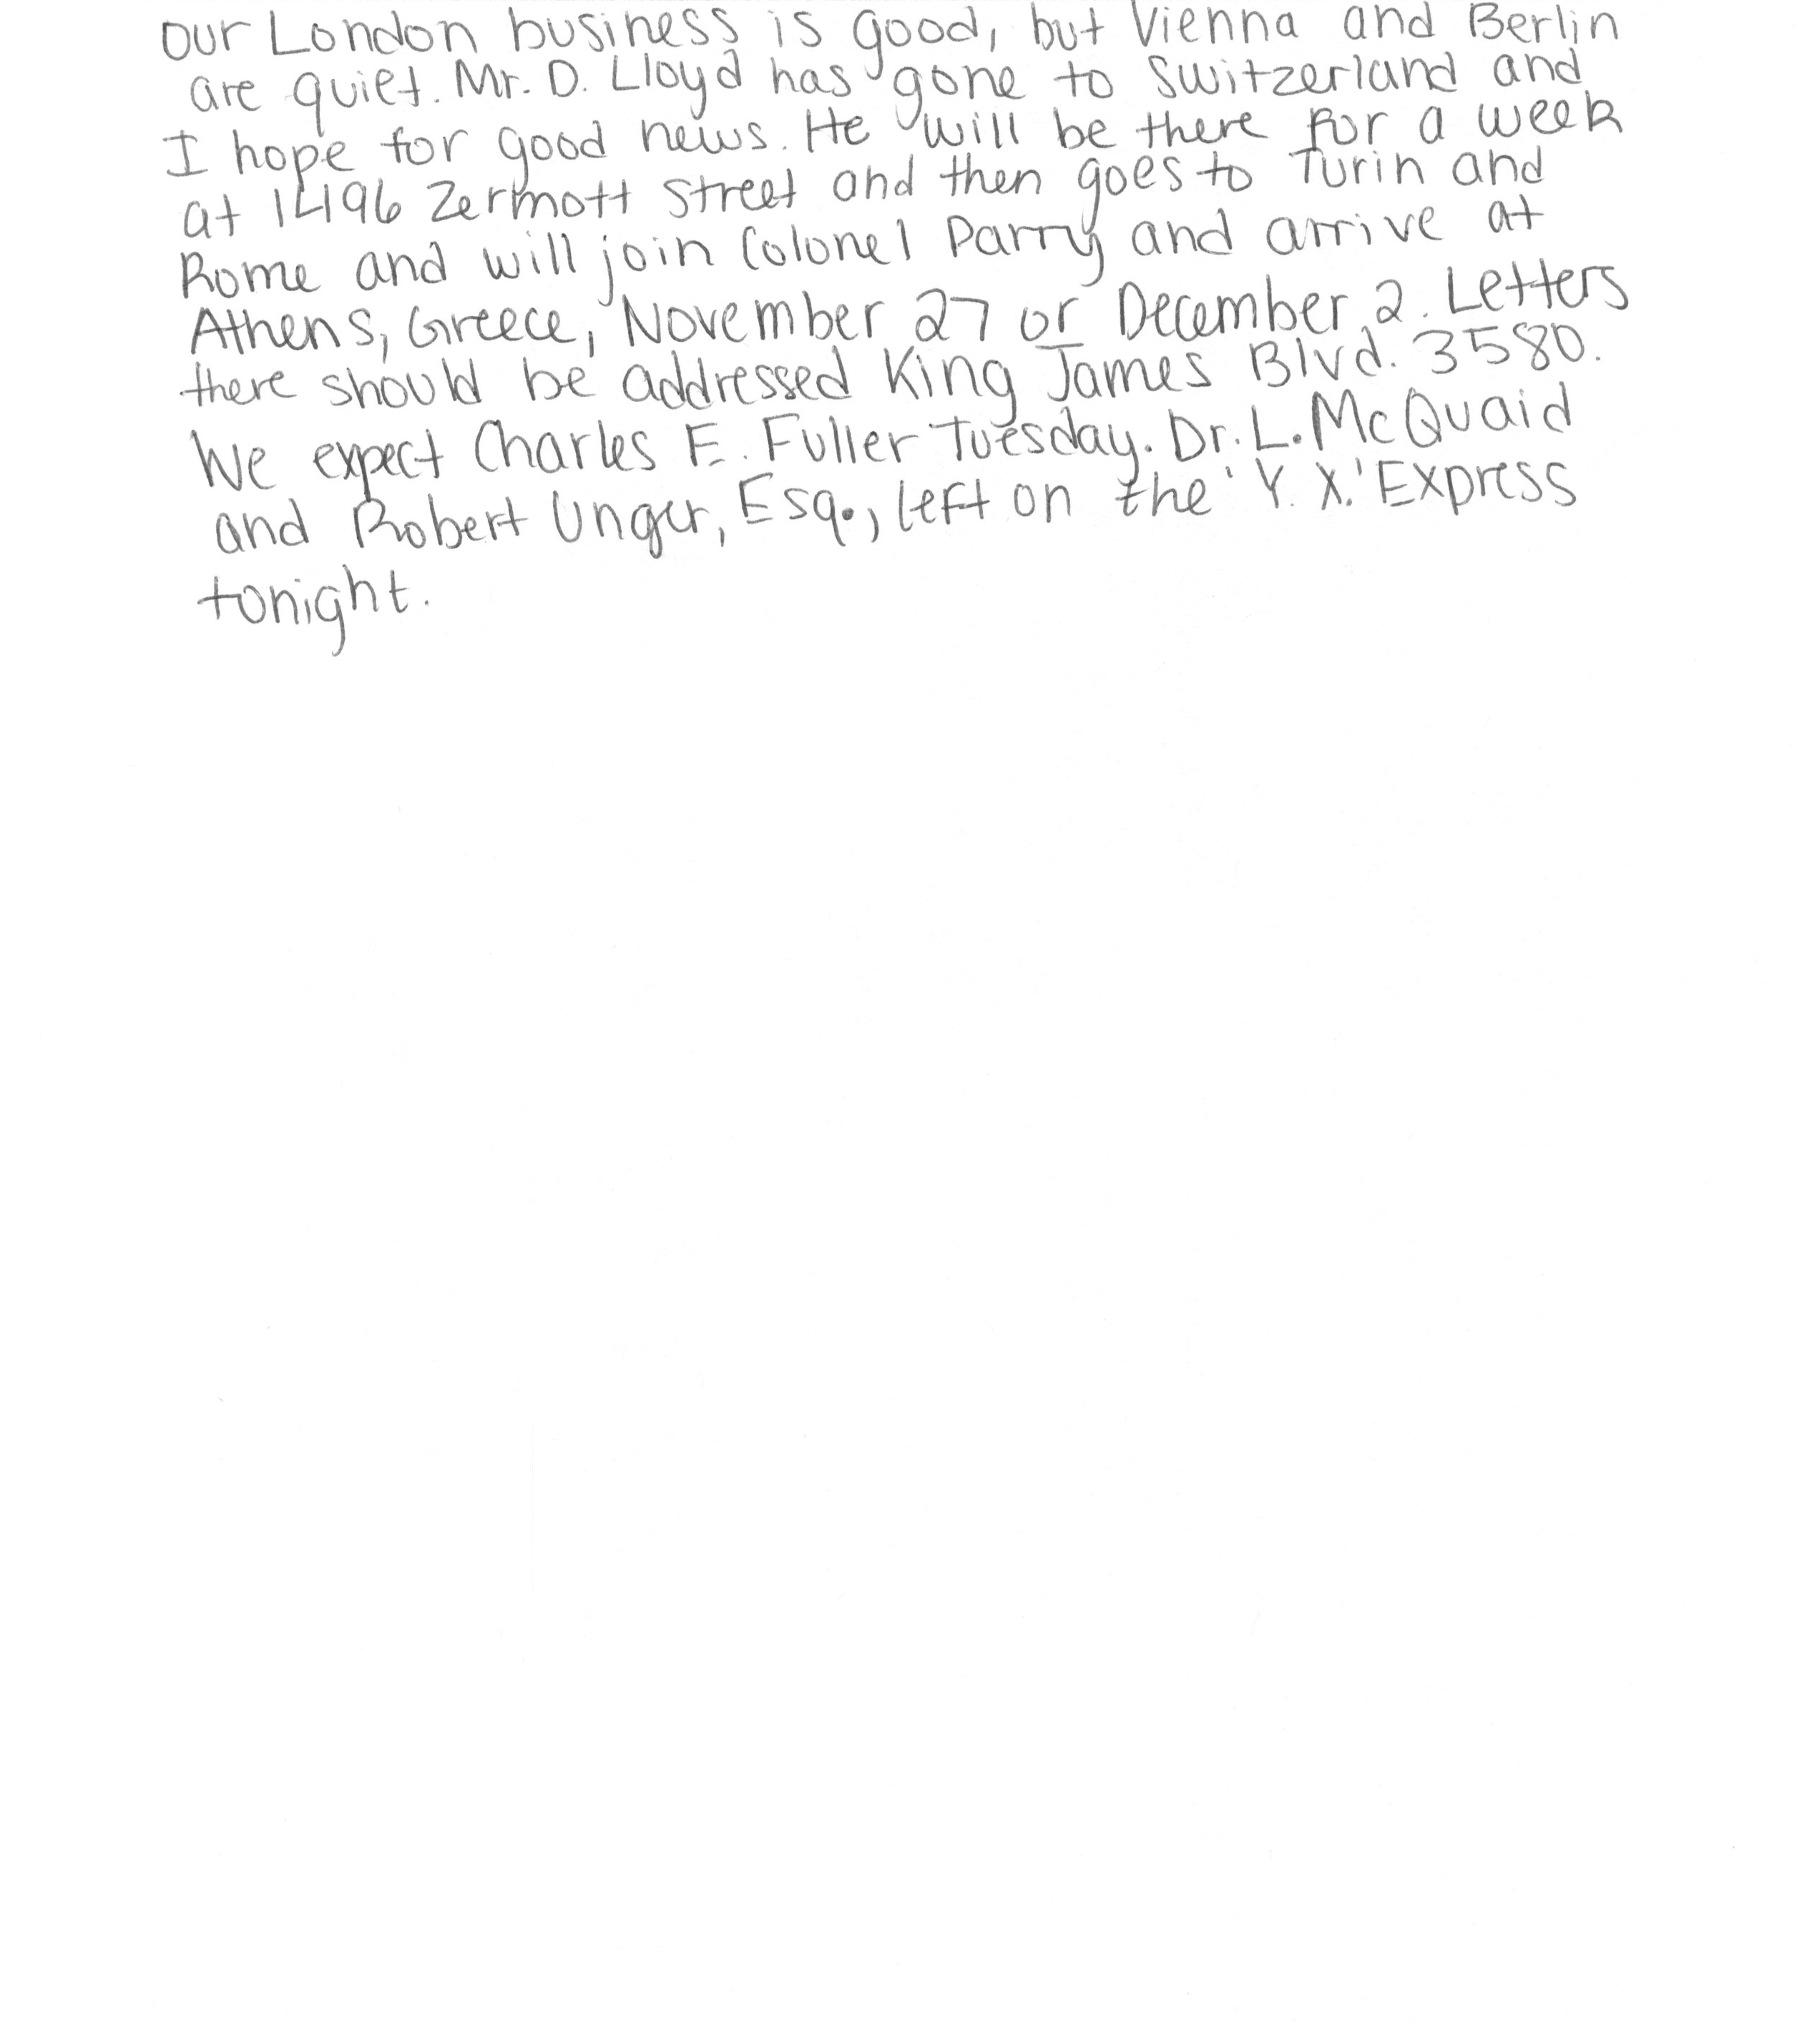 Our London business is good, but Vienna and Berlin
are quiet. Mr. D. Lloyd has gone to Switzerland and
I hope for good news. He will be there for a week
at 1496 Zermott Street and then goes to Turin and
Rome and will join Colonel Parry and arrive at
Athens, Greece, November 27 or December 2. Letters
there should be addressed King James Blvd. 3580.
We expect Charles E. Fuller Tuesday. Dr. L. McQuaid
and Robert Unger, Esq., left on the 'Y. X.' Express
tonight.